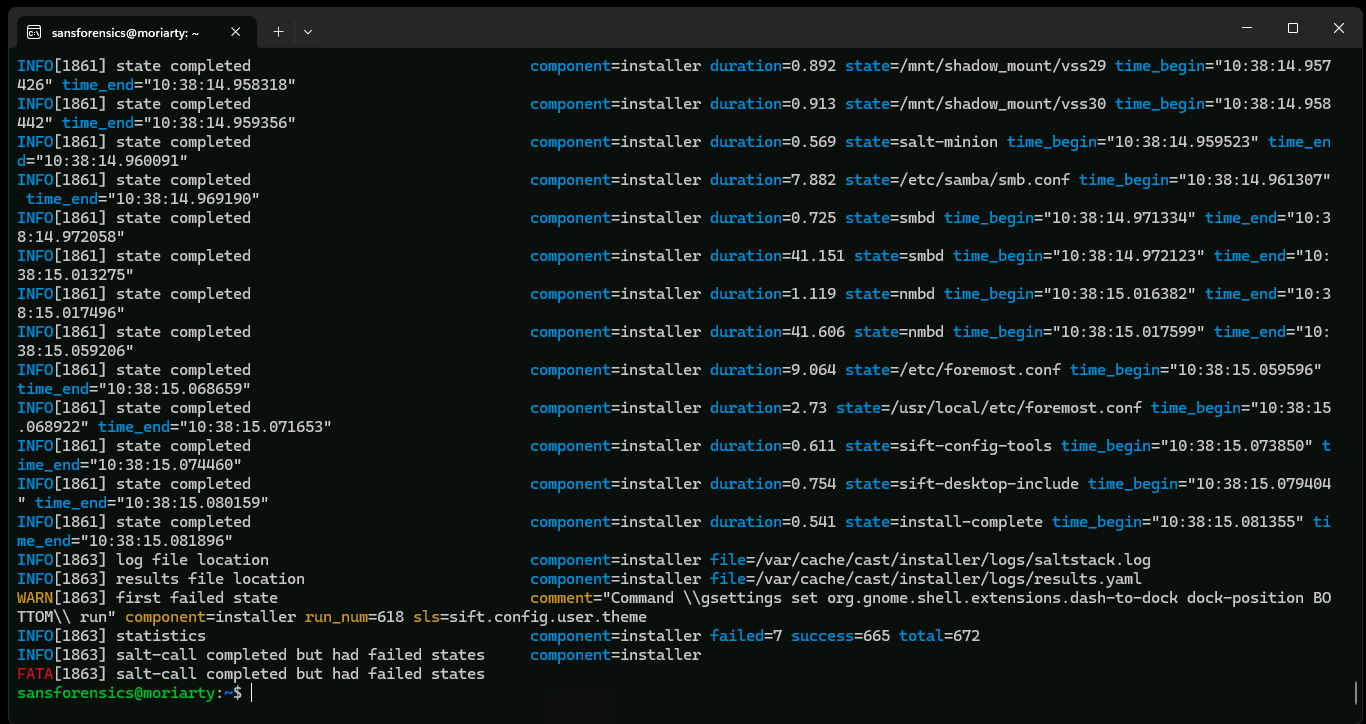 sansforensics@moriarty: ~
INFO[1861] state completed component=installer duration=0.892 state=/mnt/shadow_mount/vss29 time_begin="10:38:14.957
426" time_end="10:38:14.958318"
INFO[1861] state completed component=installer duration=0.913 state=/mnt/shadow_mount/vss30 time_begin="10:38:14.958
442" time_end="10:38:14.959356"
INFO[1861] state completed component=installer duration=0.569 state=salt-minion time_begin="10:38:14.959523" time_en
d="10:38:14.960091"
INFO[1861] state completed component=installer duration=7.882 state=/etc/samba/smb.conf time_begin="10:38:14.961307"
time_end="10:38:14.969190"
INFO[1861] state completed component=installer duration=0.725 state=smbd time_begin="10:38:14.971334" time_end="10:3
8:14.972058"
INFO[1861] state completed component=installer duration=41.151 state=smbd time_begin="10:38:14.972123" time_end="10:
38:15.013275"
INFO[1861] state completed component=installer duration=1.119 state=nmbd time_begin="10:38:15.016382" time_end="10:3
8:15.017496"
INFO[1861] state completed component=installer duration=41.606 state=nmbd time_begin="10:38:15.017599" time_end="10:
38:15.059206"
INFO[1861] state completed component=installer duration=9.064 state=/etc/foremost.conf time_begin="10:38:15.059596"
time_end="10:38:15.068659"
INFO[1861] state completed component=installer duration=2.73 state=/usr/local/etc/foremost.conf time_begin="10:38:15
.068922" time_end="10:38:15.071653"
INFO[1861] state completed component=installer duration=0.611 state=sift-config-tools time_begin="10:38:15.073850" t
ime_end="10:38:15.074460"
INFO[1861] state completed component=installer duration=0.754 state=sift-desktop-include time_begin="10:38:15.079404
" time_end="10:38:15.080159"
INFO[1861] state completed component=installer duration=0.541 state=install-complete time_begin="10:38:15.081355" ti
me_end="10:38:15.081896"
INFO[1863] log file location component=installer file=/var/cache/cast/installer/logs/saltstack.log
INFO[1863] results file location component=installer file=/var/cache/cast/installer/logs/results.yaml
WARN[1863] first failed state comment="Command \\gsettings set org.gnome.shell.extensions.dash-to-dock dock-position BO
TTOM\\ run" component=installer run_num=618 sls=sift.config.user.theme
INFO[1863] statistics component=installer failed=7 success=665 total=672
INFO[1863] salt-call completed but had failed states component=installer
FATA[1863] salt-call completed but had failed states
sansforensics@moriarty:~$